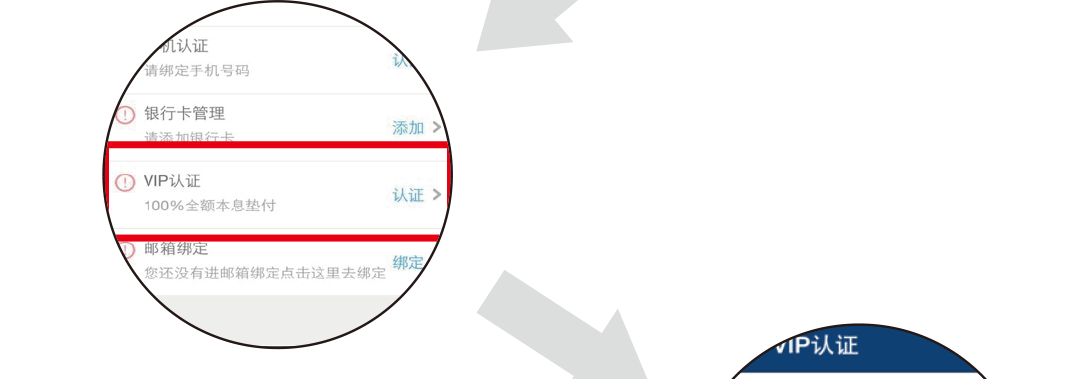 机认证
请绑定手机号码
认
银行卡管理
请添加银行卡
添加 >
VIP认证
100%全额本息垫付
认证 >
邮箱绑定
您还没有进邮箱绑定点击这里去绑定
绑定
VIP认证